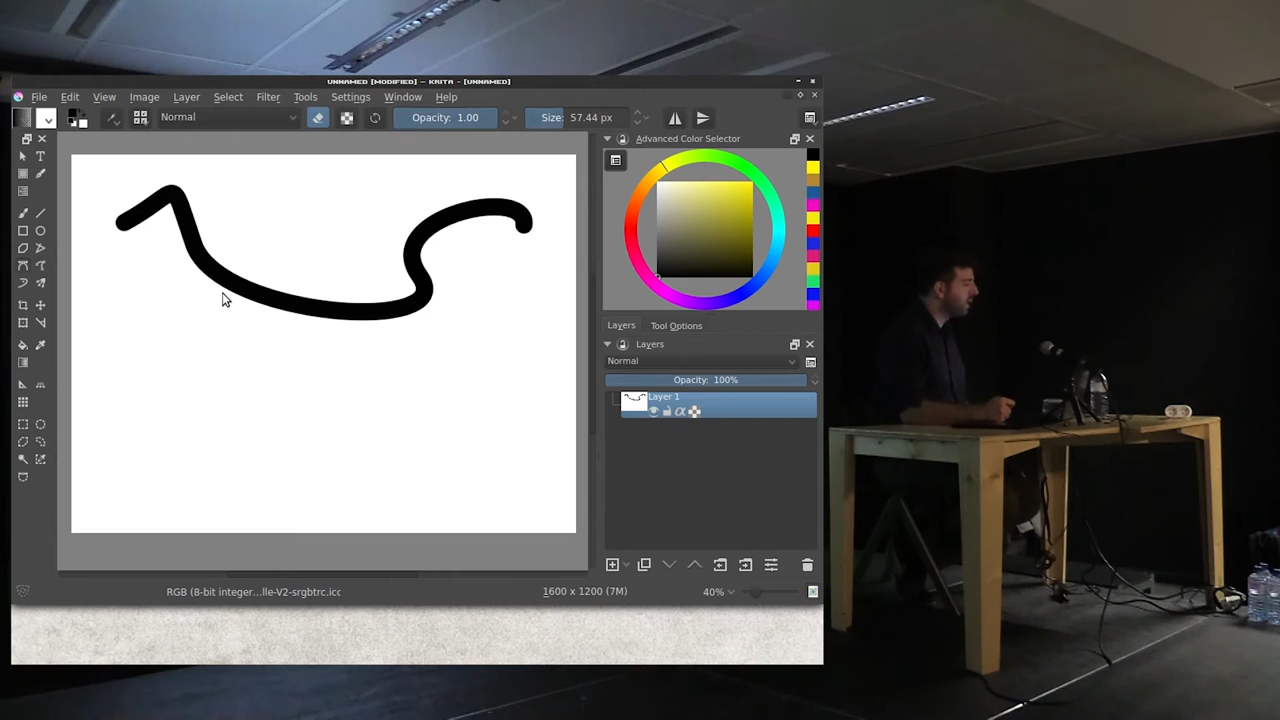 UNNAMED [MODIFIED] — KRITA - [UNNAMED]
File Edit View Image Layer Select Filter Tools Settings Window Help
Normal Opacity: 1.00 Size: 57.44 px
Advanced Color Selector
Layers Tool Options
Layers
Normal
Opacity: 100%
Layer 1
RGB (8-bit integer...lle-V2-srgbtrc.icc 1600 x 1200 (7M) 40%